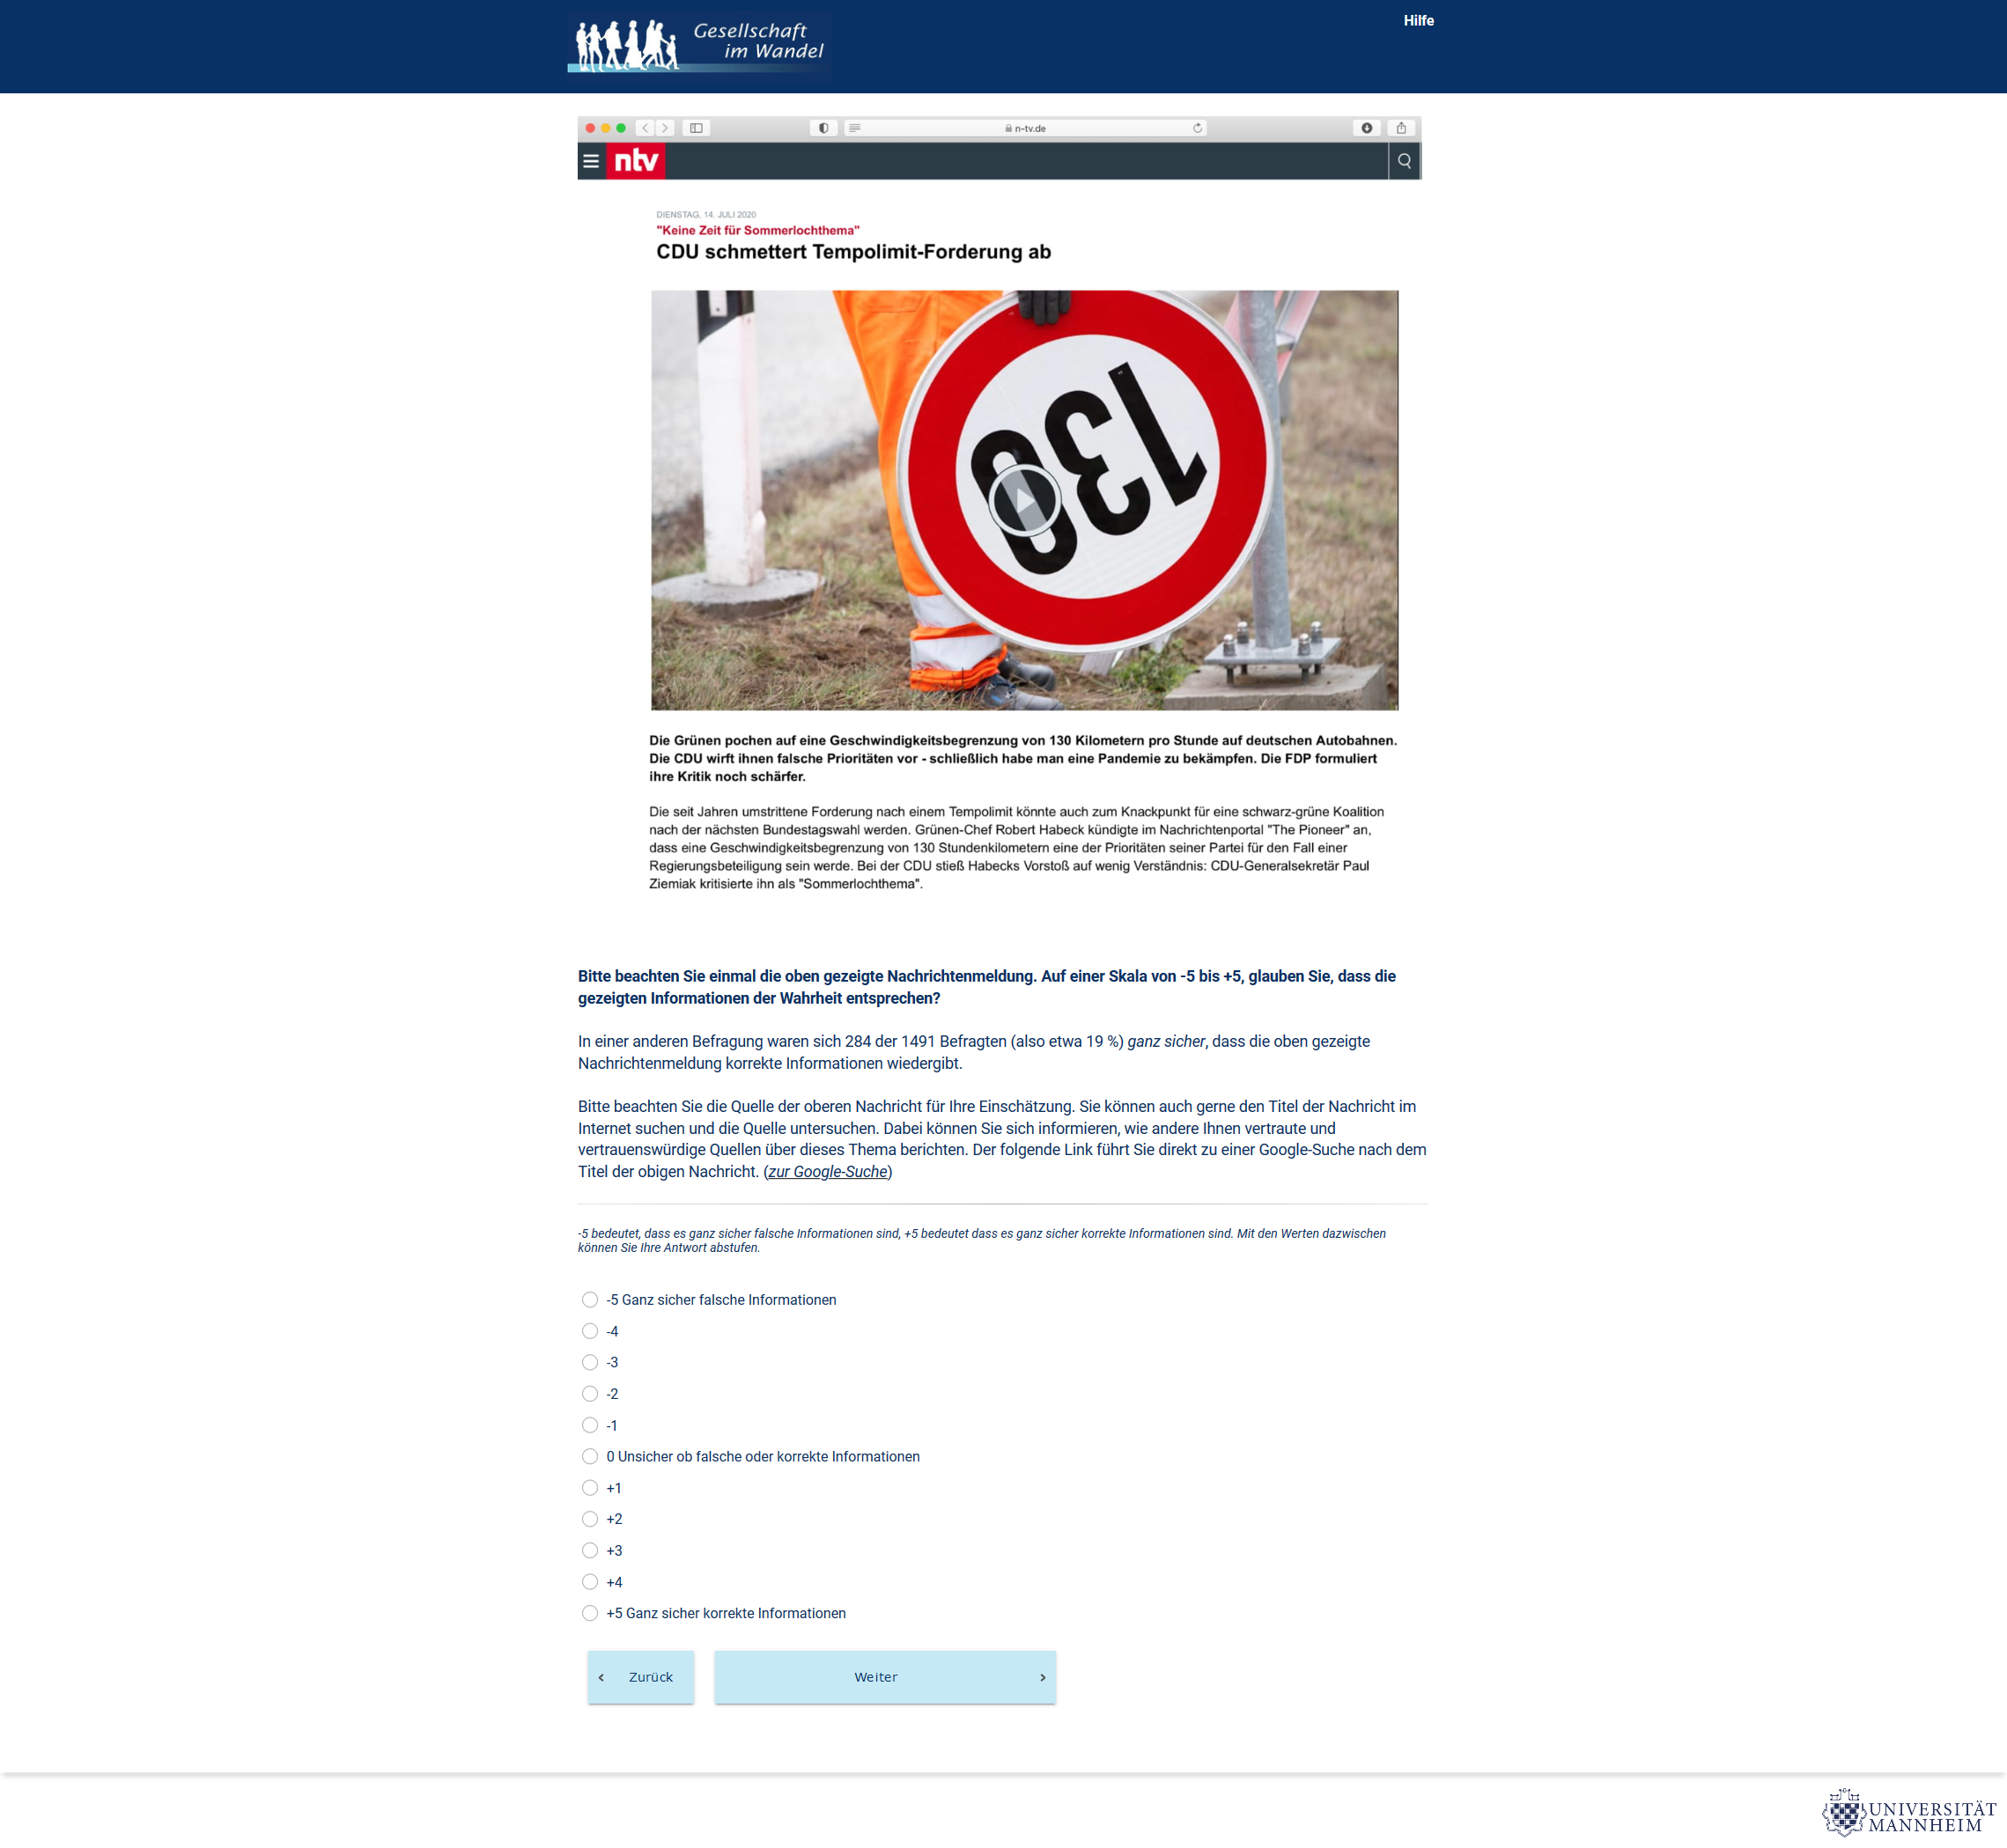 Gesellschaft
im Wandel
Hilfe
n-tv.de
ntv
DIENSTAG, 14. JULI 2020
"Keine Zeit für Sommerlochthema"
CDU schmettert Tempolimit-Forderung ab
130
Die Grünen pochen auf eine Geschwindigkeitsbegrenzung von 130 Kilometern pro Stunde auf deutschen Autobahnen.
Die CDU wirft ihnen falsche Prioritäten vor - schließlich habe man eine Pandemie zu bekämpfen. Die FDP formuliert
ihre Kritik noch schärfer.
Die seit Jahren umstrittene Forderung nach einem Tempolimit könnte auch zum Knackpunkt für eine schwarz-grüne Koalition
nach der nächsten Bundestagswahl werden. Grünen-Chef Robert Habeck kündigte im Nachrichtenportal "The Pioneer" an,
dass eine Geschwindigkeitsbegrenzung von 130 Stundenkilometern eine der Prioritäten seiner Partei für den Fall einer
Regierungsbeteiligung sein werde. Bei der CDU stieß Habecks Vorstoß auf wenig Verständnis: CDU-Generalsekretär Paul
Ziemiak kritisierte ihn als "Sommerlochthema".
Bitte beachten Sie einmal die oben gezeigte Nachrichtenmeldung. Auf einer Skala von -5 bis +5, glauben Sie, dass die
gezeigten Informationen der Wahrheit entsprechen?
In einer anderen Befragung waren sich 284 der 1491 Befragten (also etwa 19 %) ganz sicher, dass die oben gezeigte
Nachrichtenmeldung korrekte Informationen wiedergibt.
Bitte beachten Sie die Quelle der oberen Nachricht für Ihre Einschätzung. Sie können auch gerne den Titel der Nachricht im
Internet suchen und die Quelle untersuchen. Dabei können Sie sich informieren, wie andere Ihnen vertraute und
vertrauenswürdige Quellen über dieses Thema berichten. Der folgende Link führt Sie direkt zu einer Google-Suche nach dem
Titel der obigen Nachricht. (zur Google-Suche)
-5 bedeutet, dass es ganz sicher falsche Informationen sind, +5 bedeutet dass es ganz sicher korrekte Informationen sind. Mit den Werten dazwischen
können Sie Ihre Antwort abstufen.
-5 Ganz sicher falsche Informationen
-4
-3
-2
-1
0 Unsicher ob falsche oder korrekte Informationen
+1
+2
+3
+4
+5 Ganz sicher korrekte Informationen
Zurück
Weiter
UNIVERSITÄT
MANNHEIM